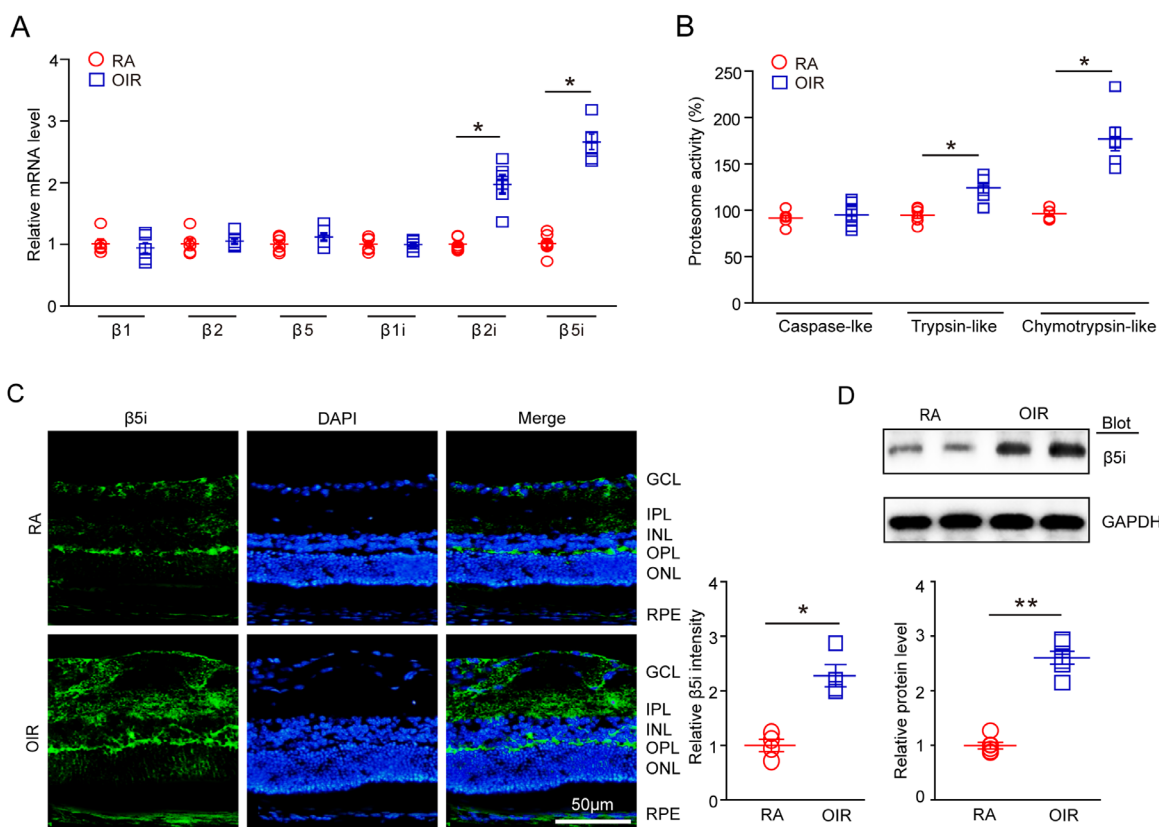 A
RA
OIR
Relative mRNA level
4
3
2
1
0
*
*
β1
β2
β5
β1i
β2i
β5i
B
RA
OIR
Protesome activity (%)
250
200
150
100
50
0
*
*
Caspase-lke
Trypsin-like
Chymotrypsin-like
C
β5i
DAPI
Merge
RA
GCL
IPL
INL
OPL
ONL
RPE
OIR
GCL
IPL
INL
OPL
ONL
RPE
50μm
Relative β5i intensity
4
3
2
1
0
*
RA
OIR
D
RA
OIR
Blot
β5i
GAPDH
Relative protein level
4
3
2
1
0
**
RA
OIR